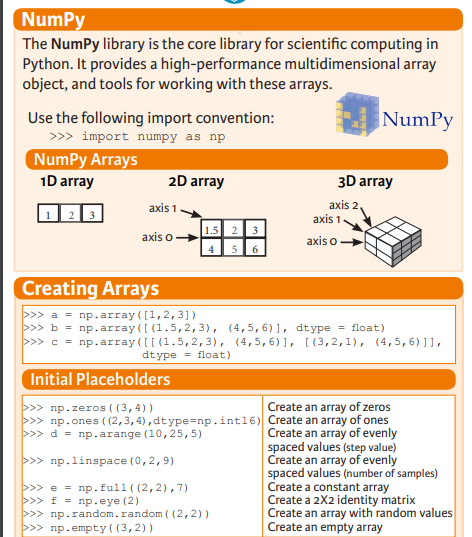 NumPy
The NumPy library is the core library for scientific computing in
Python. It provides a high-performance multidimensional array
object, and tools for working with these arrays.
Use the following import convention:
>>> import numpy as np
NumPy
NumPy Arrays
1D array 2D array 3D array
1 2 3
axis 1
axis 0
1.5 2 3
4 5 6
axis 2
axis 1
axis 0
Creating Arrays
>>> a = np.array([1,2,3])
>>> b = np.array([(1.5,2,3), (4,5,6)], dtype = float)
>>> c = np.array([[(1.5,2,3), (4,5,6)], [(3,2,1), (4,5,6)]],
dtype = float)
Initial Placeholders
>>> np.zeros((3,4)) Create an array of zeros
>>> np.ones((2,3,4),dtype=np.int16) Create an array of ones
>>> d = np.arange(10,25,5) Create an array of evenly
spaced values (step value)
>>> np.linspace(0,2,9) Create an array of evenly
spaced values (number of samples)
>>> e = np.full((2,2),7) Create a constant array
>>> f = np.eye(2) Create a 2X2 identity matrix
>>> np.random.random((2,2)) Create an array with random values
>>> np.empty((3,2)) Create an empty array